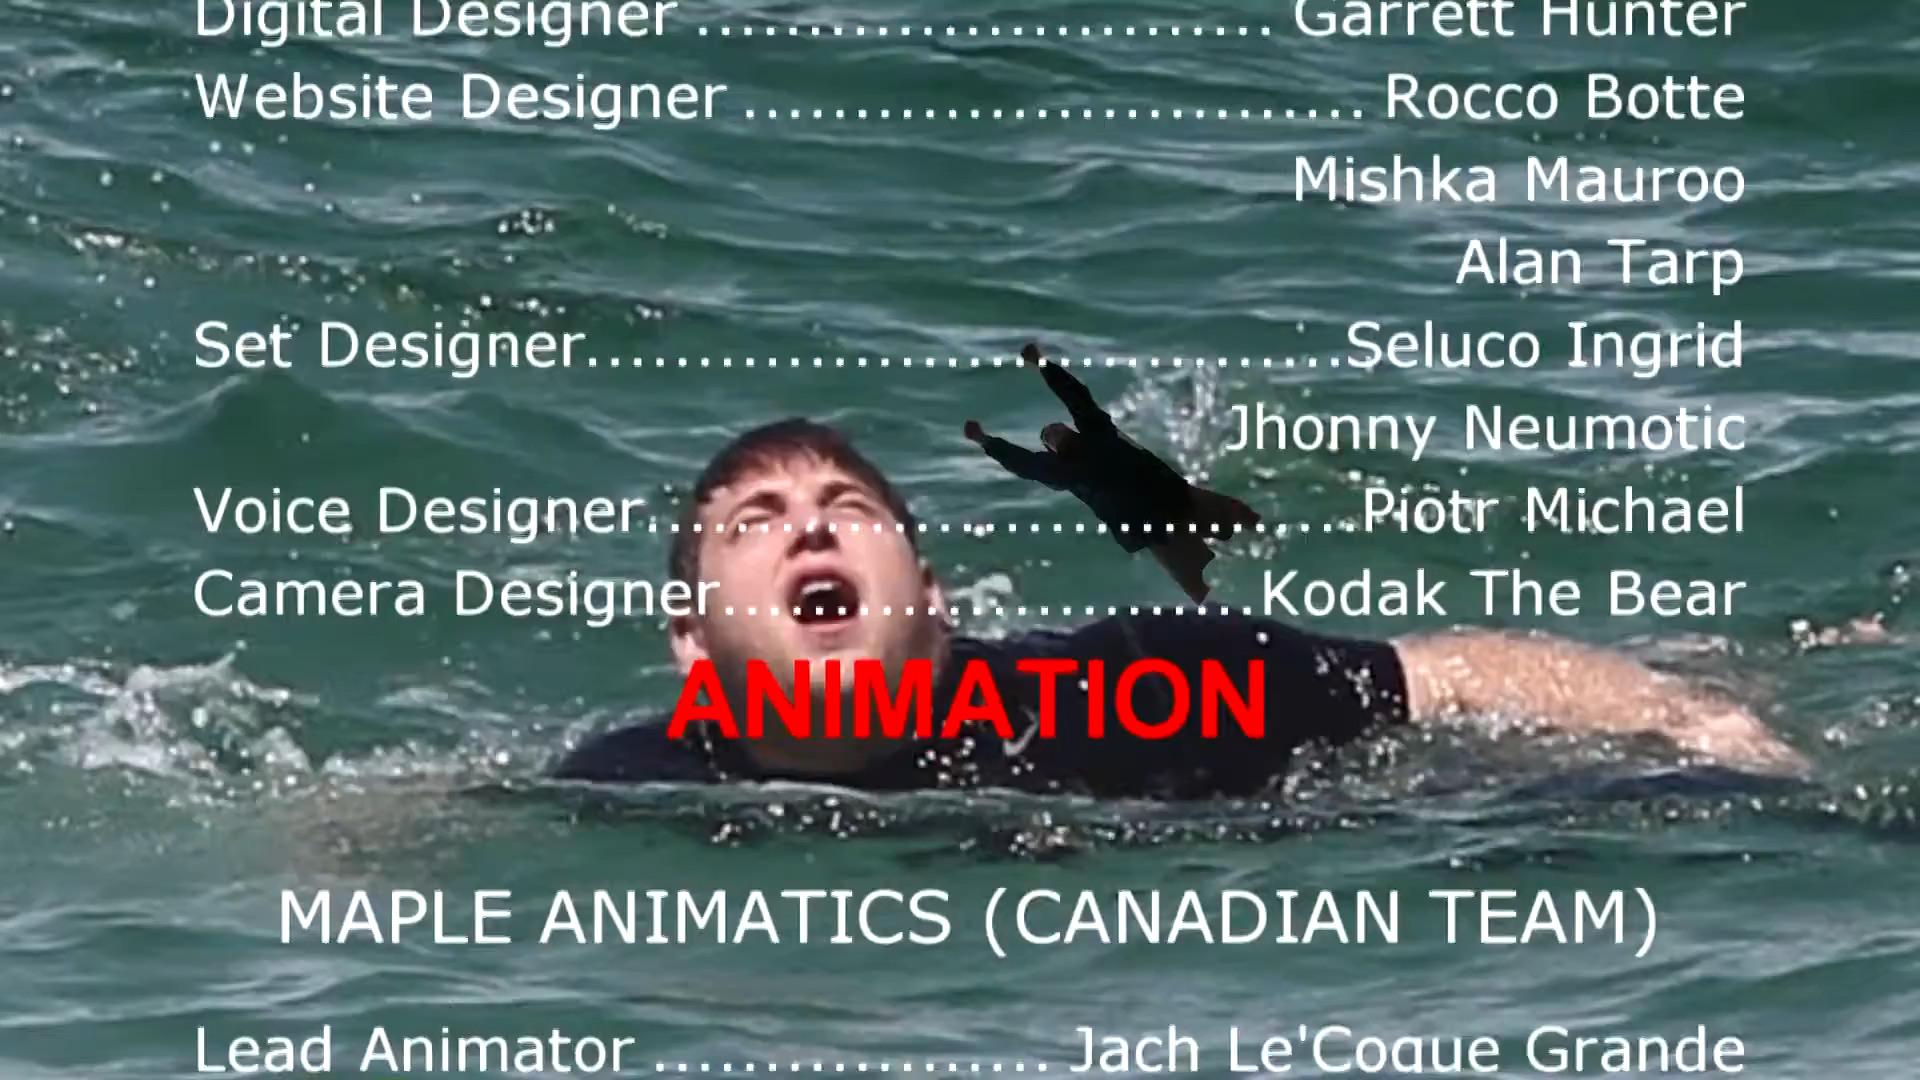 Digital Designer .......................... Garrett Hunter
Website Designer ............................ Rocco Botte
Mishka Mauroo
Alan Tarp
Set Designer..................................Seluco Ingrid
Jhonny Neumotic
Voice Designer................................Piotr Michael
Camera Designer........................Kodak The Bear
ANIMATION
MAPLE ANIMATICS (CANADIAN TEAM)
Lead Animator .................. Jach Le'Coque Grande